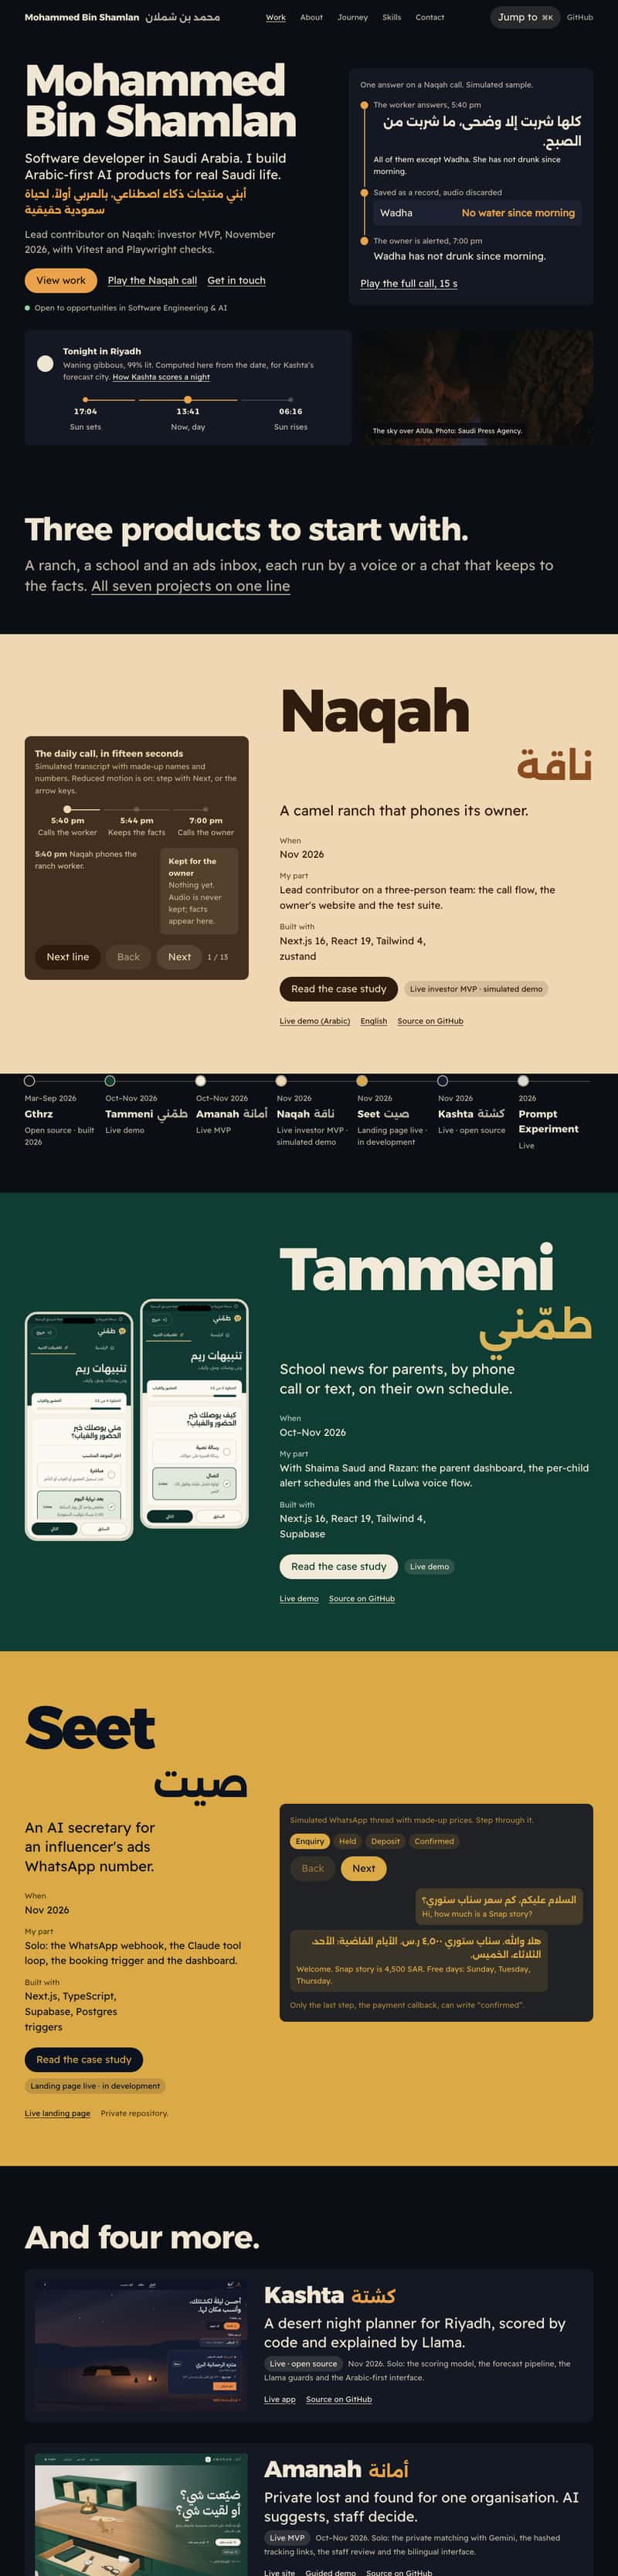 Mohammed Bin Shamlan محمد بن شملان
Work About Journey Skills Contact
Jump to ⌘K GitHub
Mohammed
Bin Shamlan
Software developer in Saudi Arabia. I build
Arabic-first AI products for real Saudi life.
أبني منتجات ذكاء اصطناعي، بالعربي أولاً، لحياة
سعودية حقيقية
Lead contributor on Naqah: investor MVP, November
2026, with Vitest and Playwright checks.
View work Play the Naqah call Get in touch
Open to opportunities in Software Engineering & AI
One answer on a Naqah call. Simulated sample.
The worker answers, 5:40 pm
كلها شربت إلا وضحى، ما شربت من
الصبح.
All of them except Wadha. She has not drunk since
morning.
Saved as a record, audio discarded
Wadha No water since morning
The owner is alerted, 7:00 pm
Wadha has not drunk since morning.
Play the full call, 15 s
Tonight in Riyadh
Waning gibbous, 99% lit. Computed here from the date, for Kashta's
forecast city. How Kashta scores a night
17:04 13:41 06:16
Sun sets Now, day Sun rises
The sky over AlUla. Photo: Saudi Press Agency.
Three products to start with.
A ranch, a school and an ads inbox, each run by a voice or a chat that keeps to
the facts. All seven projects on one line
The daily call, in fifteen seconds
Simulated transcript with made-up names and
numbers. Reduced motion is on: step with Next, or the
arrow keys.
5:40 pm 5:44 pm 7:00 pm
Calls the worker Keeps the facts Calls the owner
5:40 pm Naqah phones the
ranch worker.
Kept for the
owner
Nothing yet.
Audio is never
kept; facts
appear here.
Next line Back Next 1 / 13
Naqah
ناقة
A camel ranch that phones its owner.
When
Nov 2026
My part
Lead contributor on a three-person team: the call flow, the
owner's website and the test suite.
Built with
Next.js 16, React 19, Tailwind 4,
zustand
Read the case study Live investor MVP · simulated demo
Live demo (Arabic) English Source on GitHub
Mar–Sep 2026 Oct–Nov 2026 Oct–Nov 2026 Nov 2026 Nov 2026 Nov 2026 2026
Gthrz Tammeni طمّني Amanah أمانة Naqah ناقة Seet صيت Kashta كشتة Prompt
Experiment
Open source · built
2026
Live demo
Live MVP
Live investor MVP ·
simulated demo
Landing page live ·
in development
Live · open source
Live
تنبيهات ريم
متى يوصلك خبر
الحضور والغياب؟
تنبيهات ريم
كيف يوصلك خبر
الحضور والغياب؟
Tammeni
طمّني
School news for parents, by phone
call or text, on their own schedule.
When
Oct–Nov 2026
My part
With Shaima Saud and Razan: the parent dashboard, the per-child
alert schedules and the Lulwa voice flow.
Built with
Next.js 16, React 19, Tailwind 4,
Supabase
Read the case study Live demo
Live demo Source on GitHub
Seet
صيت
An AI secretary for
an influencer's ads
WhatsApp number.
When
Nov 2026
My part
Solo: the WhatsApp webhook, the Claude tool
loop, the booking trigger and the dashboard.
Built with
Next.js, TypeScript,
Supabase, Postgres
triggers
Read the case study
Landing page live · in development
Live landing page Private repository.
Simulated WhatsApp thread with made-up prices. Step through it.
Enquiry Held Deposit Confirmed
Back Next
السلام عليكم، كم سعر سناب ستوري؟
Hi, how much is a Snap story?
هلا والله. سناب ستوري ٤,٥٠٠ ر.س. الأيام الفاضية: الأحد،
الثلاثاء، الخميس.
Welcome. Snap story is 4,500 SAR. Free days: Sunday, Tuesday,
Thursday.
Only the last step, the payment callback, can write “confirmed”.
And four more.
Kashta كشتة
A desert night planner for Riyadh, scored by
code and explained by Llama.
Live · open source Nov 2026. Solo: the scoring model, the forecast pipeline, the
Llama guards and the Arabic-first interface.
Live app Source on GitHub
ضيّعت شي؟
أو لقيت شي؟
Amanah أمانة
Private lost and found for one organisation. AI
suggests, staff decide.
Live MVP Oct–Nov 2026. Solo: the private matching with Gemini, the hashed
tracking links, the staff review and the bilingual interface.
Live site Guided demo Source on GitHub